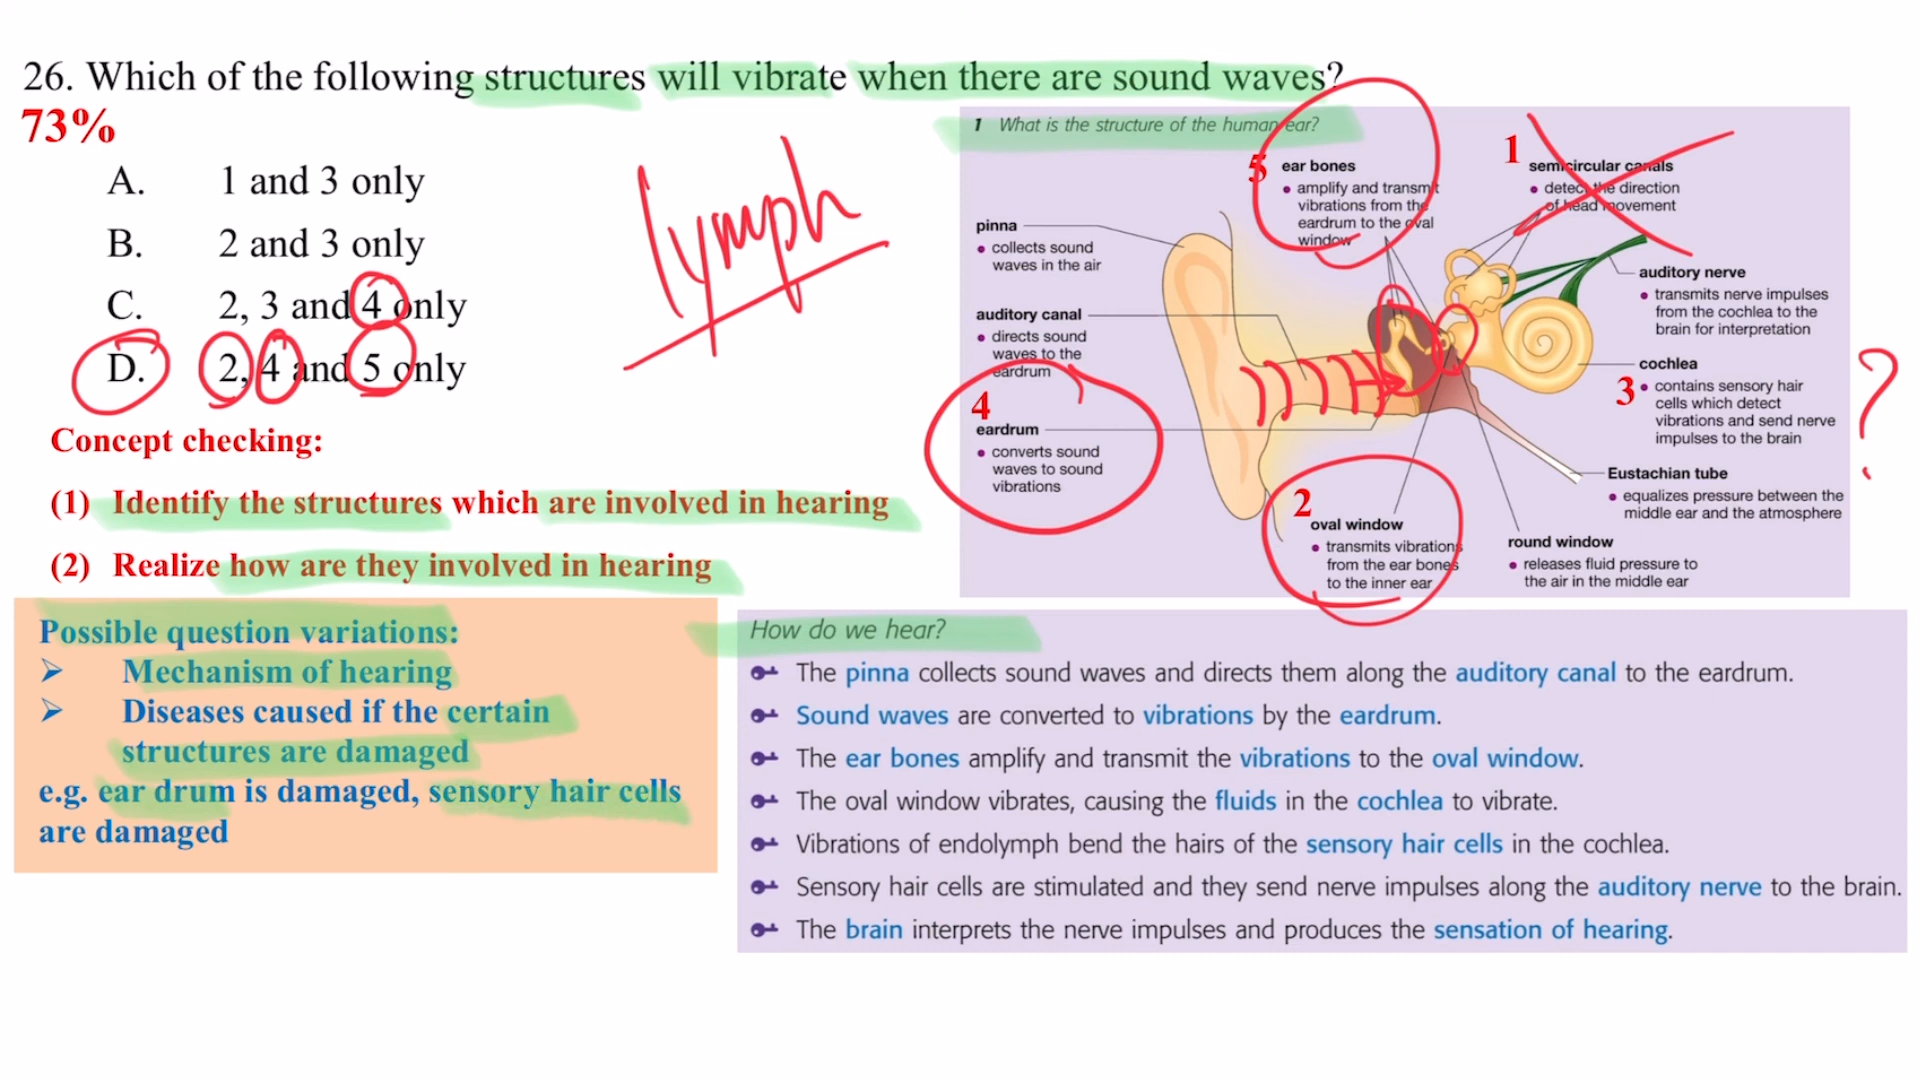 26. Which of the following structures will vibrate when there are sound waves?
73%
A. 1 and 3 only
B. 2 and 3 only
C. 2, 3 and 4 only
D. 2, 4 and 5 only
lymph
Concept checking:
(1) Identify the structures which are involved in hearing
(2) Realize how are they involved in hearing
Possible question variations:
➢ Mechanism of hearing
➢ Diseases caused if the certain
structures are damaged
e.g. ear drum is damaged, sensory hair cells
are damaged
1 What is the structure of the human ear?
5
ear bones
• amplify and transmit
vibrations from the
eardrum to the oval
window
1
semicircular canals
• detect the direction
of head movement
pinna
• collects sound
waves in the air
auditory canal
• directs sound
waves to the
eardrum
4
eardrum
• converts sound
waves to sound
vibrations
2
oval window
• transmits vibrations
from the ear bones
to the inner ear
auditory nerve
• transmits nerve impulses
from the cochlea to the
brain for interpretation
cochlea
3
• contains sensory hair
cells which detect
vibrations and send nerve
impulses to the brain
?
Eustachian tube
• equalizes pressure between the
middle ear and the atmosphere
round window
• releases fluid pressure to
the air in the middle ear
How do we hear?
The pinna collects sound waves and directs them along the auditory canal to the eardrum.
Sound waves are converted to vibrations by the eardrum.
The ear bones amplify and transmit the vibrations to the oval window.
The oval window vibrates, causing the fluids in the cochlea to vibrate.
Vibrations of endolymph bend the hairs of the sensory hair cells in the cochlea.
Sensory hair cells are stimulated and they send nerve impulses along the auditory nerve to the brain.
The brain interprets the nerve impulses and produces the sensation of hearing.